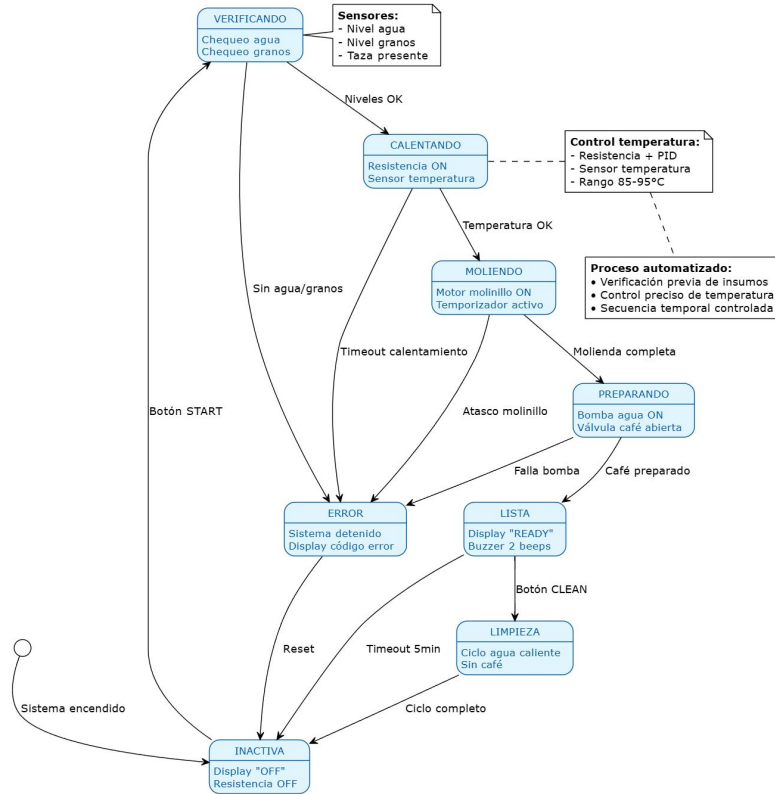 VERIFICANDO
Chequeo agua
Chequeo granos
Sensores:
- Nivel agua
- Nivel granos
- Taza presente
Niveles OK
CALENTANDO
Resistencia ON
Sensor temperatura
Control temperatura:
- Resistencia + PID
- Sensor temperatura
- Rango 85-95°C
Temperatura OK
MOLIENDO
Motor molinillo ON
Temporizador activo
Proceso automatizado:
• Verificación previa de insumos
• Control preciso de temperatura
• Secuencia temporal controlada
Sin agua/granos
Timeout calentamiento
Molienda completa
PREPARANDO
Bomba agua ON
Válvula café abierta
Botón START
Atasco molinillo
Falla bomba
Café preparado
ERROR
Sistema detenido
Display código error
LISTA
Display "READY"
Buzzer 2 beeps
Botón CLEAN
LIMPIEZA
Ciclo agua caliente
Sin café
Reset
Timeout 5min
Sistema encendido
Ciclo completo
INACTIVA
Display "OFF"
Resistencia OFF